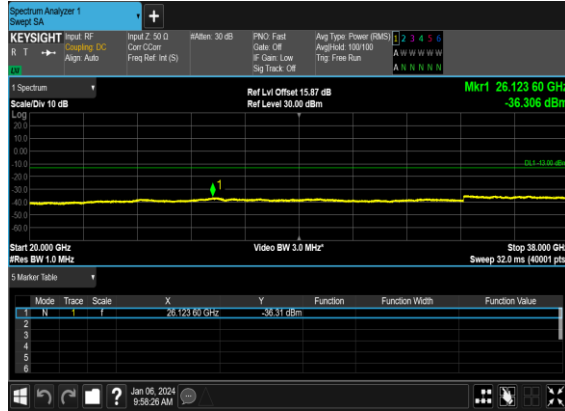 Spectrum Analyzer 1
Swept SA
+
KEYSIGHT Input: RF Input Z: 50 Ω #Atten: 30 dB PNO: Fast Avg Type: Power (RMS) 1 2 3 4 5 6
R T Coupling: DC Corr CCorr Gate: Off Avg|Hold: 100/100 A W W W W W
Align: Auto Freq Ref: Int (S) IF Gain: Low Trig: Free Run
LV Sig Track: Off A N N N N N
1 Spectrum Ref Lvl Offset 15.87 dB Mkr1 26.123 60 GHz
Scale/Div 10 dB Ref Level 30.00 dBm -36.306 dBm
Log
20.0
10.0
0.00
-10.0 DL1 -13.00 dBm
-20.0
-30.0 1
-40.0
-50.0
-60.0
Start 20.000 GHz Video BW 3.0 MHz* Stop 38.000 GHz
#Res BW 1.0 MHz Sweep 32.0 ms (40001 pts)
5 Marker Table
Mode Trace Scale X Y Function Function Width Function Value
1 N 1 f 26.123 60 GHz -36.31 dBm
2
3
4
5
6
? Jan 06, 2024
9:58:26 AM